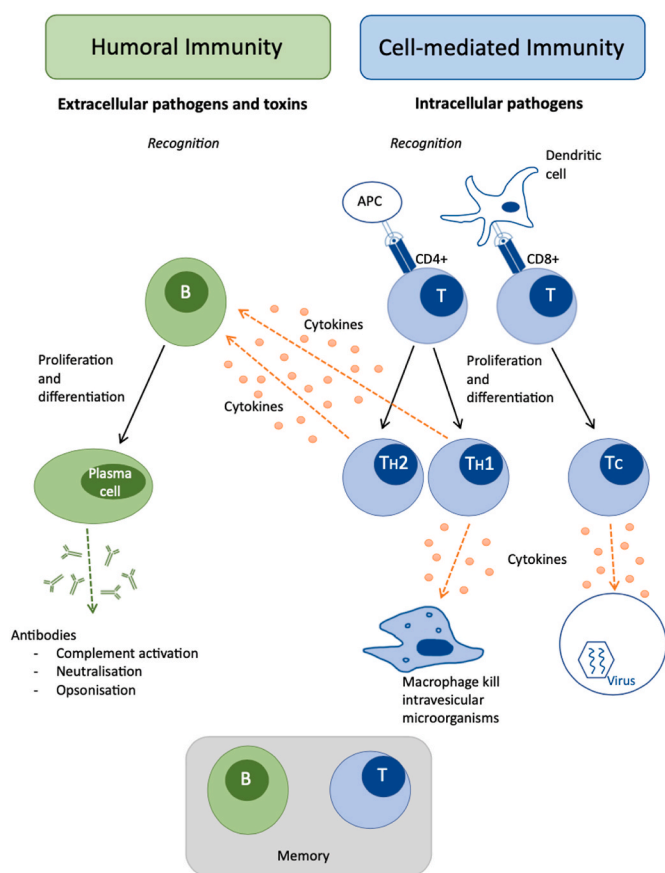 Humoral Immunity
Cell-mediated Immunity
Extracellular pathogens and toxins
Intracellular pathogens
Recognition
Recognition
Dendritic
cell
APC
CD4+
CD8+
B
T
T
Cytokines
Proliferation
and
differentiation
Proliferation and
differentiation
Cytokines
TH2
TH1
TC
Plasma
cell
Cytokines
Antibodies
- Complement activation
- Neutralisation
- Opsonisation
Virus
Macrophage kill
intravesicular
microorganisms
B
T
Memory